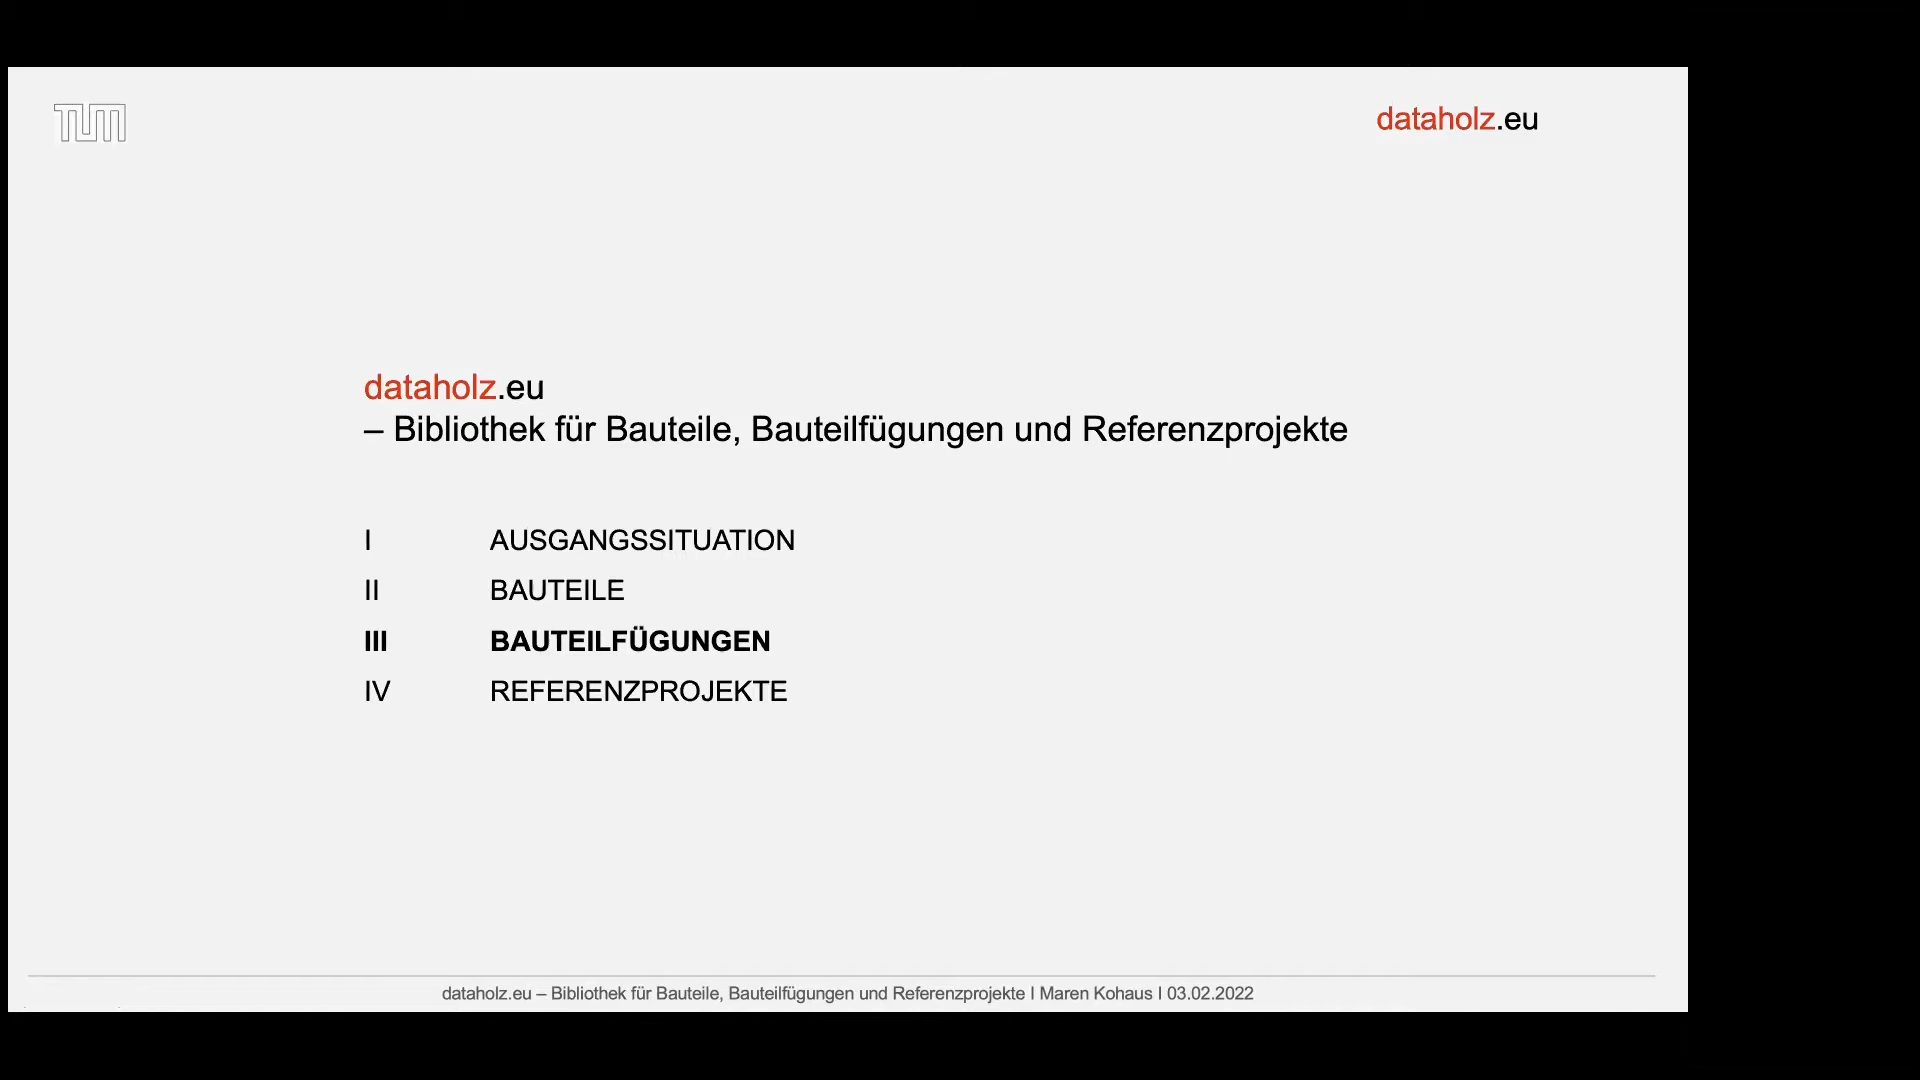 TUM
dataholz.eu
dataholz.eu
– Bibliothek für Bauteile, Bauteilfügungen und Referenzprojekte
I AUSGANGSSITUATION
II BAUTEILE
III BAUTEILFÜGUNGEN
IV REFERENZPROJEKTE
dataholz.eu – Bibliothek für Bauteile, Bauteilfügungen und Referenzprojekte I Maren Kohaus I 03.02.2022